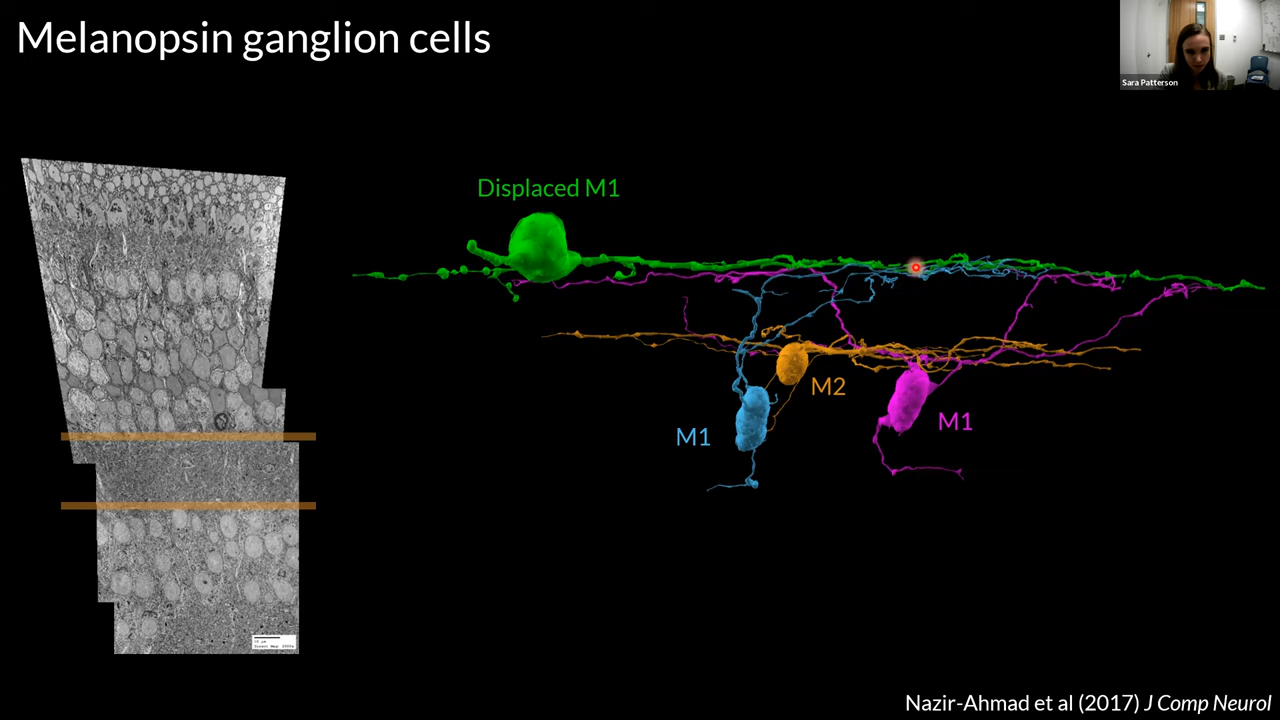 Melanopsin ganglion cells
Sara Patterson
Displaced M1
M2
M1
M1
Nazir-Ahmad et al (2017) J Comp Neurol